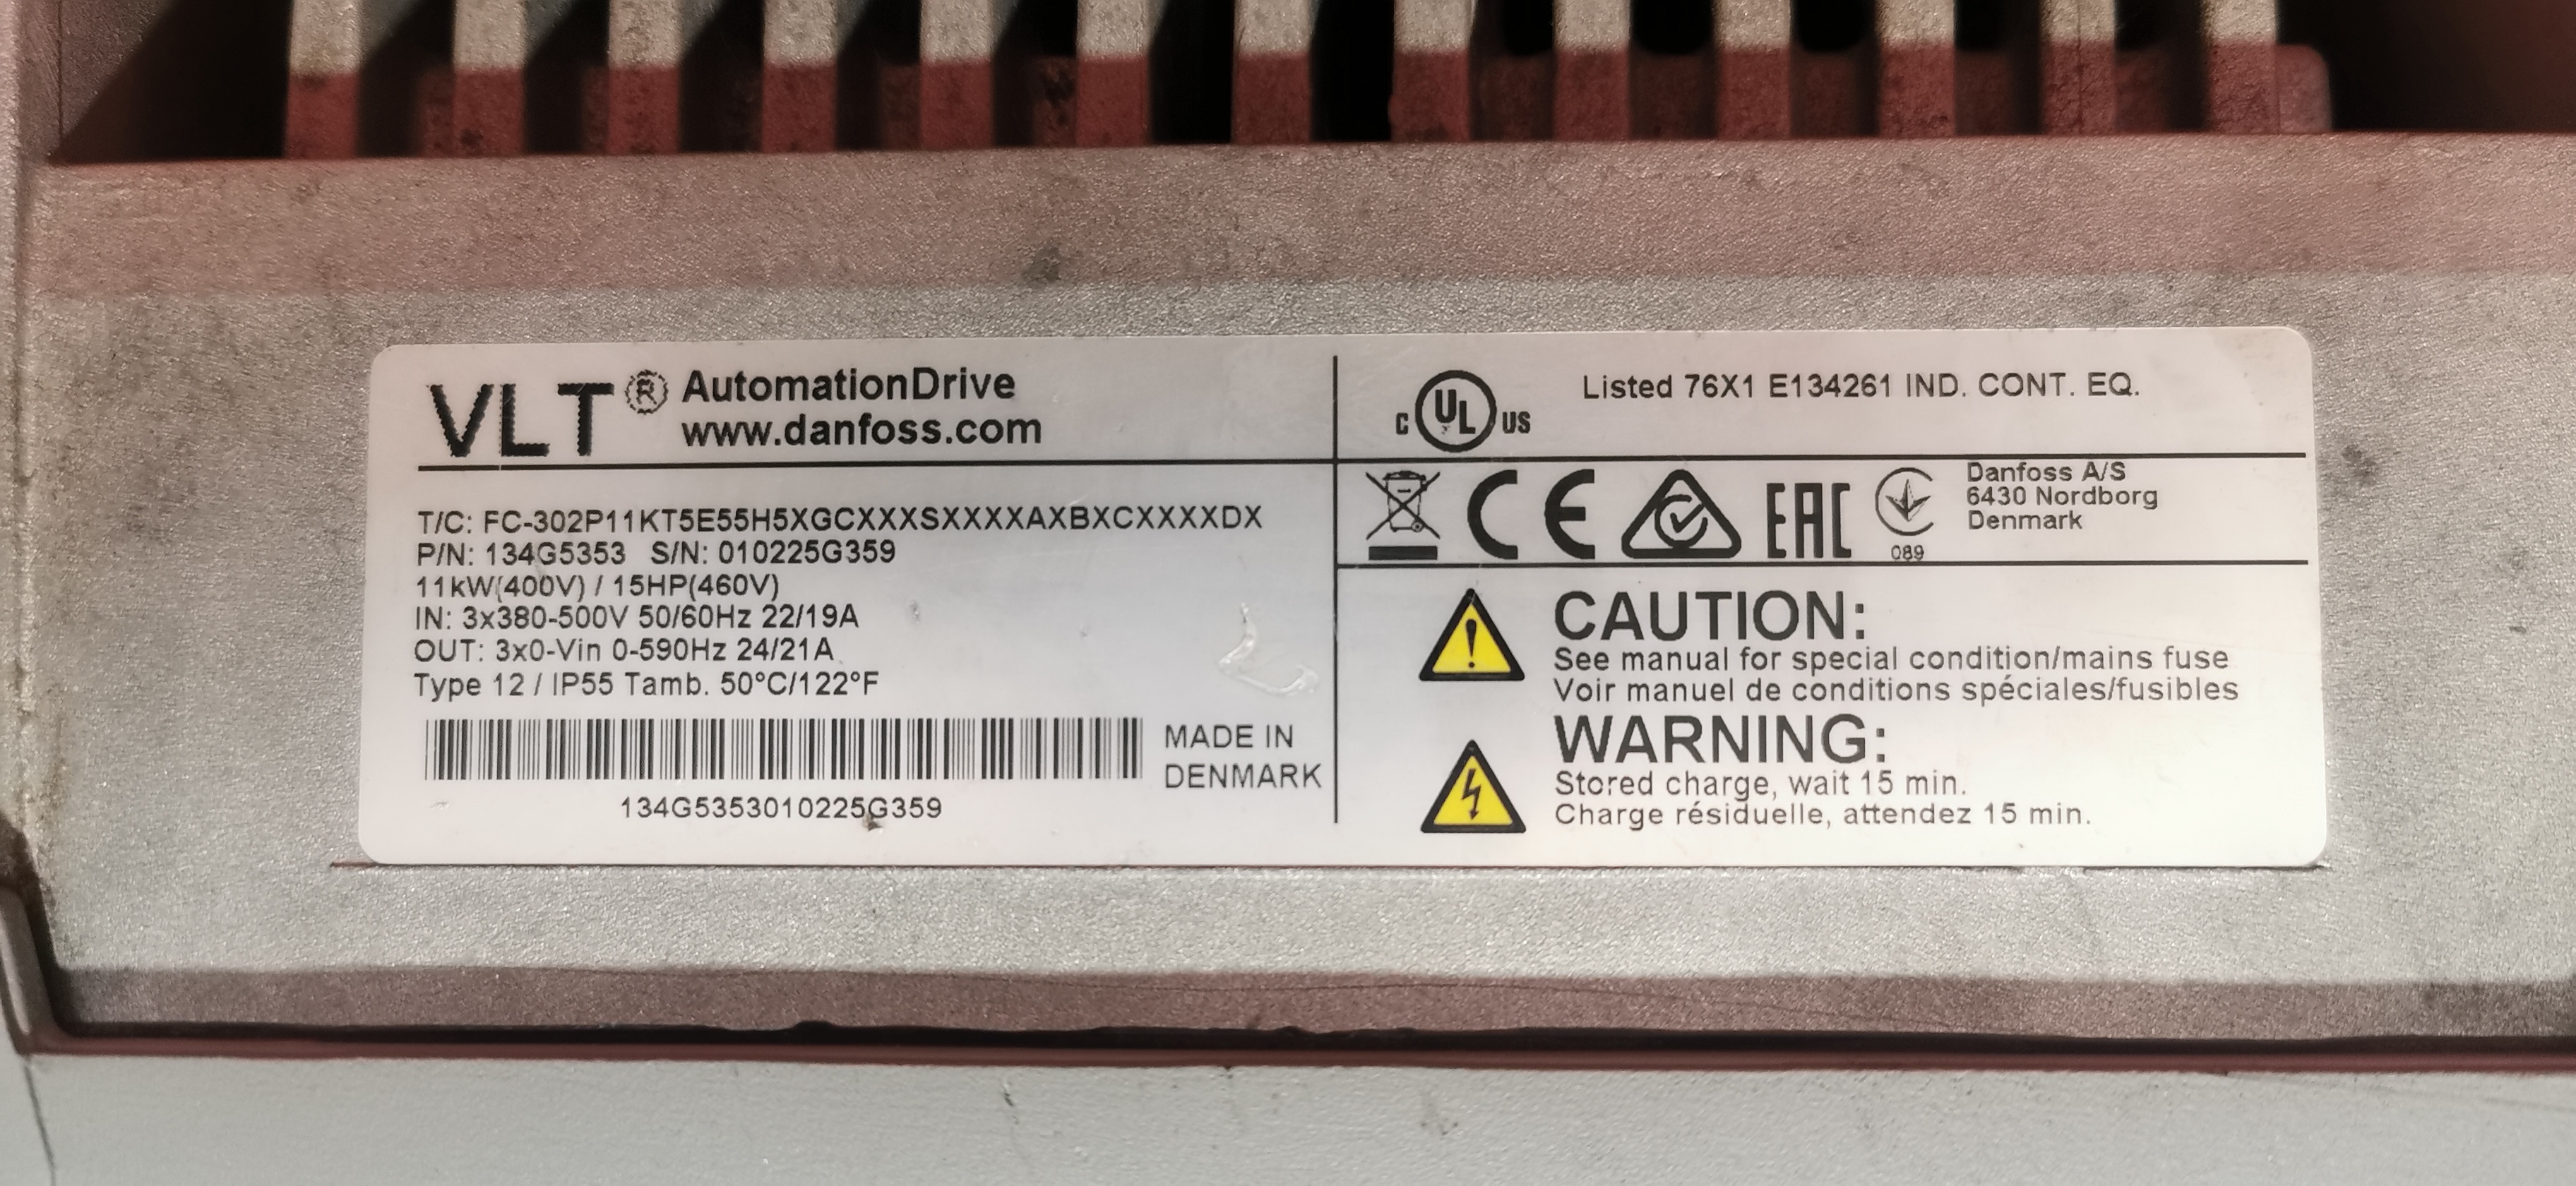 VLT® AutomationDrive
www.danfoss.com
T/C: FC-302P11KT5E55H5XGCXXXSXXXXAXBXCXXXXDX
P/N: 134G5353 S/N: 010225G359
11kW(400V) / 15HP(460V)
IN: 3x380-500V 50/60Hz 22/19A
OUT: 3x0-Vin 0-590Hz 24/21A
Type 12 / IP55 Tamb. 50°C/122°F
MADE IN
DENMARK
134G5353010225G359
C UL US
Listed 76X1 E134261 IND. CONT. EQ.
CE EAC
089
Danfoss A/S
6430 Nordborg
Denmark
CAUTION:
See manual for special condition/mains fuse
Voir manuel de conditions spéciales/fusibles
WARNING:
Stored charge, wait 15 min.
Charge résiduelle, attendez 15 min.